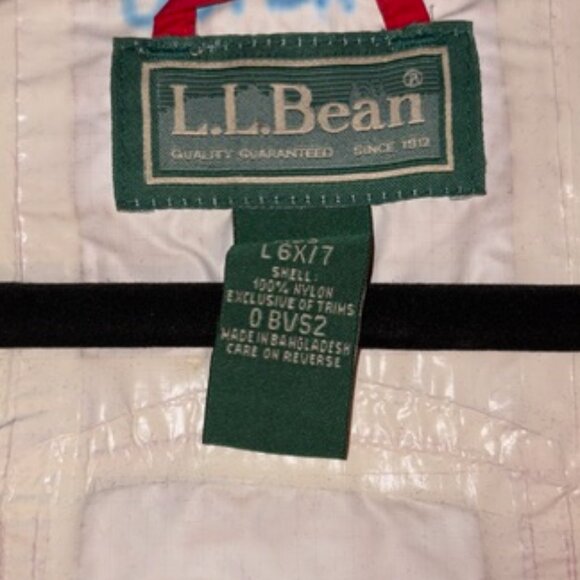 L.L.Bean®
QUALITY GUARANTEED SINCE 1912
L 6X/7
SHELL:
100% NYLON
EXCLUSIVE OF TRIMS
0 BVS2
MADE IN BANGLADESH
CARE ON REVERSE